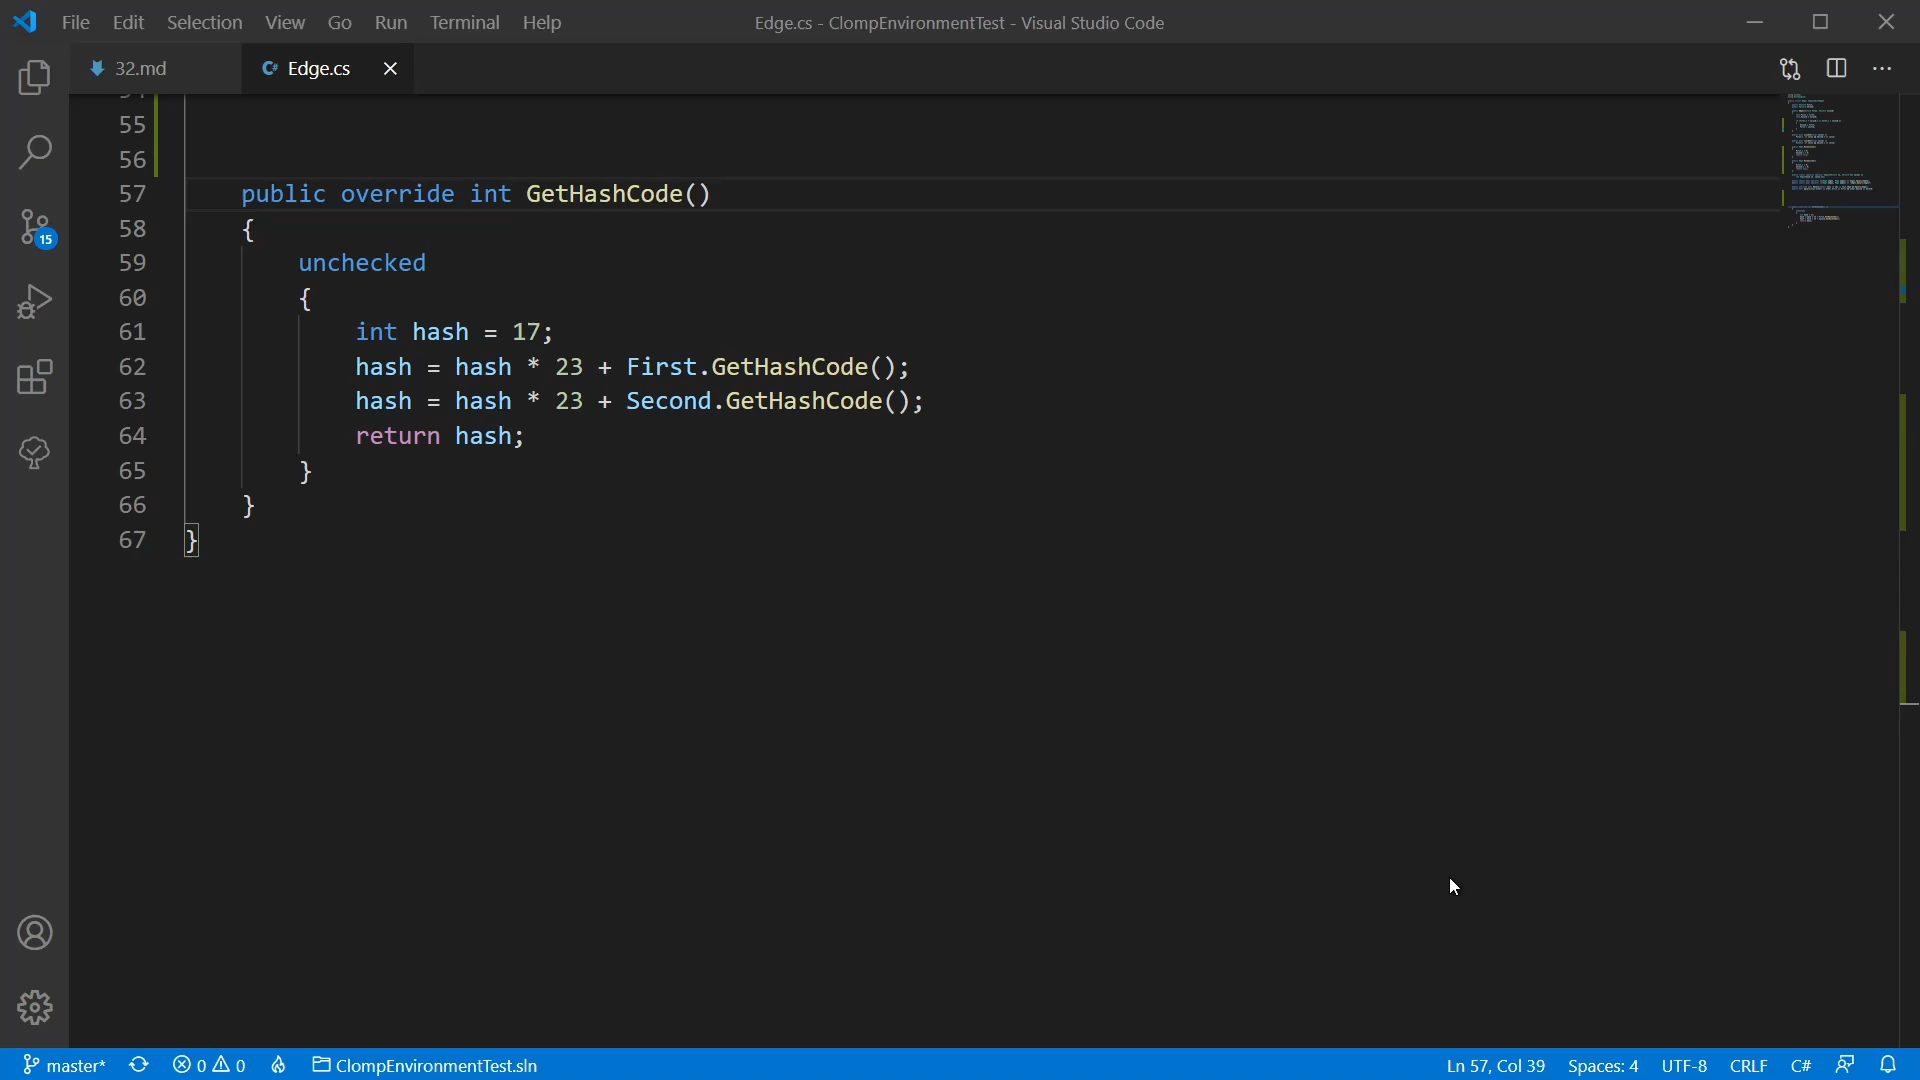 File Edit Selection View Go Run Terminal Help
Edge.cs - ClompEnvironmentTest - Visual Studio Code
32.md
Edge.cs
55
56
57 public override int GetHashCode()
58 {
59 unchecked
60 {
61 int hash = 17;
62 hash = hash * 23 + First.GetHashCode();
63 hash = hash * 23 + Second.GetHashCode();
64 return hash;
65 }
66 }
67 }
15
master* 0 0 ClompEnvironmentTest.sln Ln 57, Col 39 Spaces: 4 UTF-8 CRLF C#